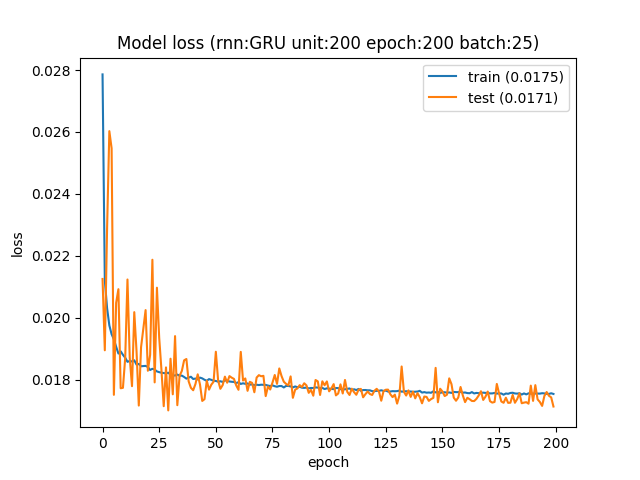 Model loss (rnn:GRU unit:200 epoch:200 batch:25)
train (0.0175)
test (0.0171)
loss
0.028
0.026
0.024
0.022
0.020
0.018
0 25 50 75 100 125 150 175 200
epoch